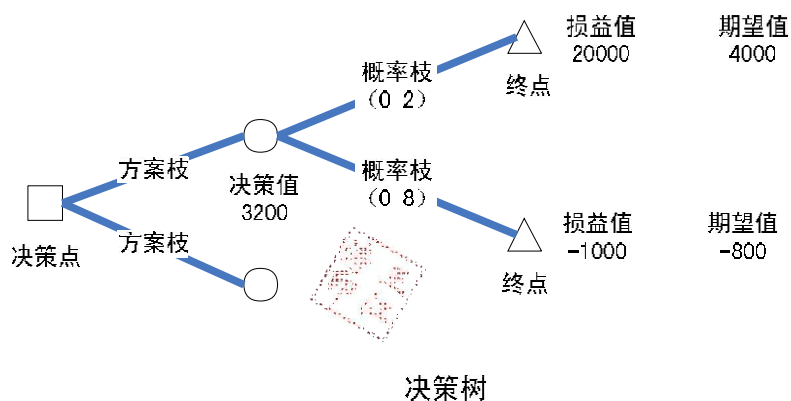 损益值 期望值
20000 4000
概率枝
（0 2）
终点
方案枝
概率枝
（0 8）
决策值
3200
损益值 期望值
-1000 -800
方案枝
决策点
终点
决策树